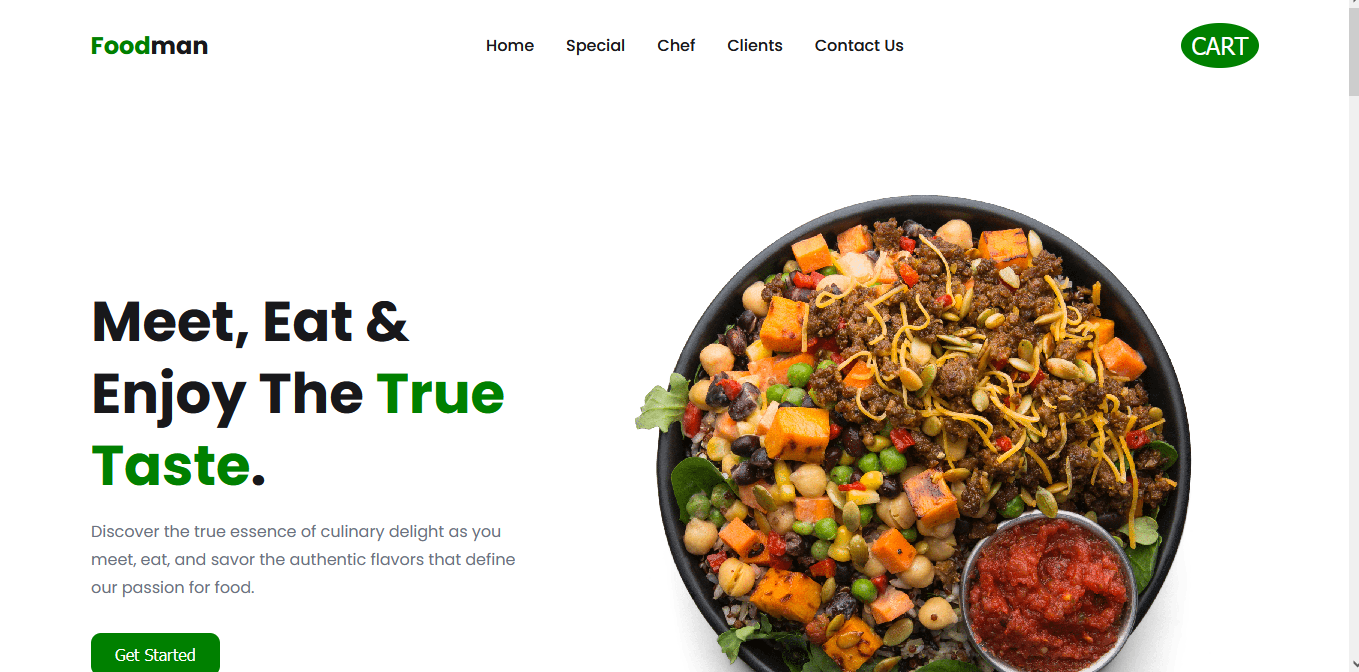 Foodman
Home
Special
Chef
Clients
Contact Us
CART
Meet, Eat &
Enjoy The True
Taste.
Discover the true essence of culinary delight as you
meet, eat, and savor the authentic flavors that define
our passion for food.
Get Started